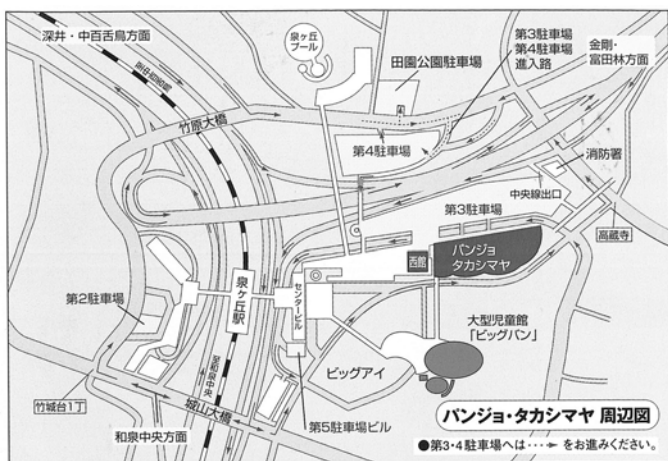 深井・中百舌鳥方面
泉ヶ丘
プール
田園公園駐車場
第3駐車場
第4駐車場
進入路
金剛・
富田林方面
竹原大橋
第4駐車場
消防署
中央線出口
第3駐車場
高蔵寺
西館
パンジョ
タカシマヤ
第2駐車場
泉ヶ丘駅
センタービル
大型児童館
「ビッグバン」
至和泉中央
ビッグアイ
竹城台1丁
城山大橋
第5駐車場ビル
和泉中央方面
パンジョ・タカシマヤ 周辺図
●第3・4駐車場へは‥‥➔をお進みください。